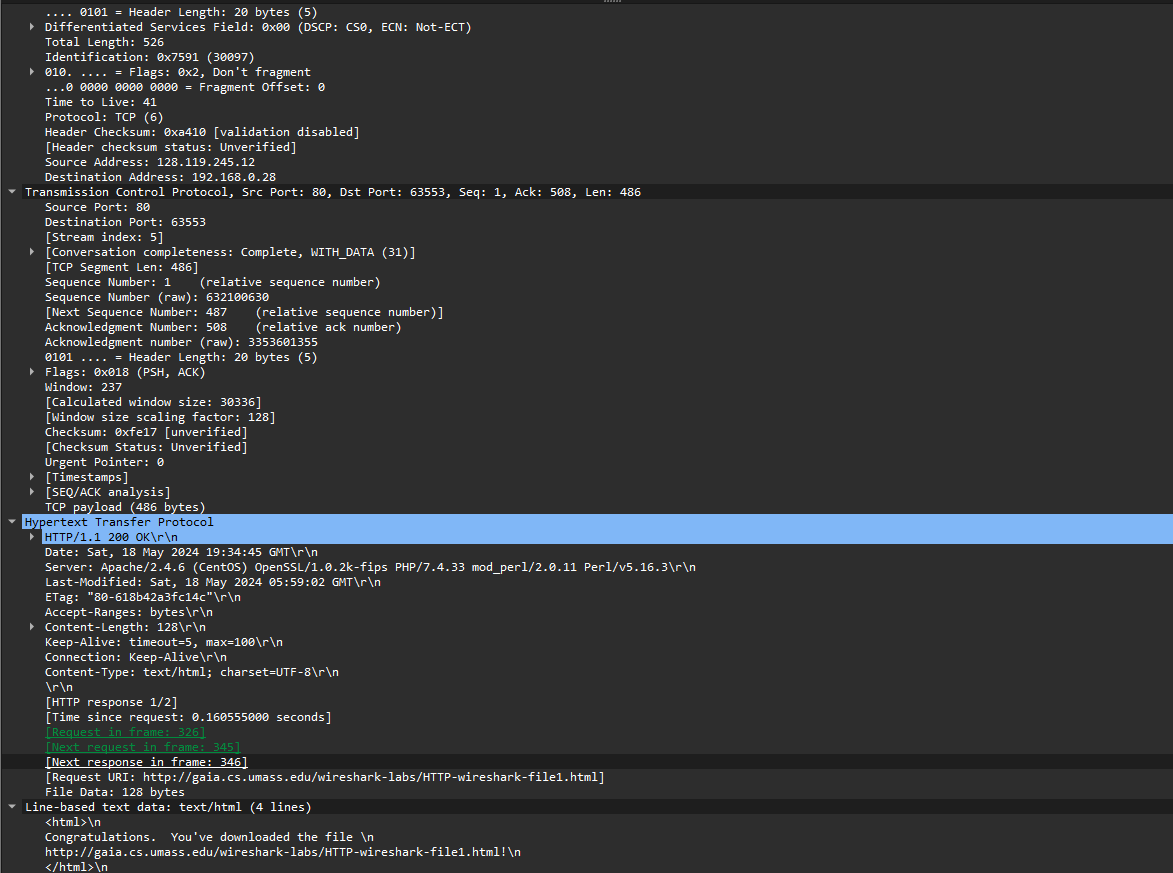 .... 0101 = Header Length: 20 bytes (5)
Differentiated Services Field: 0x00 (DSCP: CS0, ECN: Not-ECT)
Total Length: 526
Identification: 0x7591 (30097)
010. .... = Flags: 0x2, Don't fragment
...0 0000 0000 0000 = Fragment Offset: 0
Time to Live: 41
Protocol: TCP (6)
Header Checksum: 0xa410 [validation disabled]
[Header checksum status: Unverified]
Source Address: 128.119.245.12
Destination Address: 192.168.0.28
Transmission Control Protocol, Src Port: 80, Dst Port: 63553, Seq: 1, Ack: 508, Len: 486
Source Port: 80
Destination Port: 63553
[Stream index: 5]
[Conversation completeness: Complete, WITH_DATA (31)]
[TCP Segment Len: 486]
Sequence Number: 1    (relative sequence number)
Sequence Number (raw): 632100630
[Next Sequence Number: 487    (relative sequence number)]
Acknowledgment Number: 508    (relative ack number)
Acknowledgment number (raw): 3353601355
0101 .... = Header Length: 20 bytes (5)
Flags: 0x018 (PSH, ACK)
Window: 237
[Calculated window size: 30336]
[Window size scaling factor: 128]
Checksum: 0xfe17 [unverified]
[Checksum Status: Unverified]
Urgent Pointer: 0
[Timestamps]
[SEQ/ACK analysis]
TCP payload (486 bytes)
Hypertext Transfer Protocol
HTTP/1.1 200 OK\r\n
Date: Sat, 18 May 2024 19:34:45 GMT\r\n
Server: Apache/2.4.6 (CentOS) OpenSSL/1.0.2k-fips PHP/7.4.33 mod_perl/2.0.11 Perl/v5.16.3\r\n
Last-Modified: Sat, 18 May 2024 05:59:02 GMT\r\n
ETag: "80-618b42a3fc14c"\r\n
Accept-Ranges: bytes\r\n
Content-Length: 128\r\n
Keep-Alive: timeout=5, max=100\r\n
Connection: Keep-Alive\r\n
Content-Type: text/html; charset=UTF-8\r\n
\r\n
[HTTP response 1/2]
[Time since request: 0.160555000 seconds]
[Request in frame: 326]
[Next request in frame: 345]
[Next response in frame: 346]
[Request URI: http://gaia.cs.umass.edu/wireshark-labs/HTTP-wireshark-file1.html]
File Data: 128 bytes
Line-based text data: text/html (4 lines)
<html>\n
Congratulations.  You've downloaded the file \n
http://gaia.cs.umass.edu/wireshark-labs/HTTP-wireshark-file1.html!\n
</html>\n